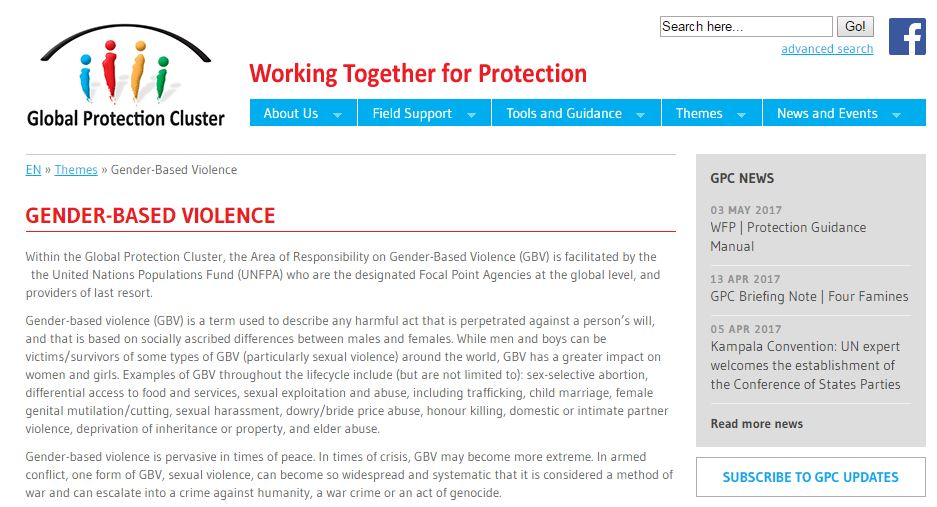 Search here...
Go!
advanced search
Global Protection Cluster
Working Together for Protection
About Us
Field Support
Tools and Guidance
Themes
News and Events
EN » Themes » Gender-Based Violence
GENDER-BASED VIOLENCE
Within the Global Protection Cluster, the Area of Responsibility on Gender-Based Violence (GBV) is facilitated by the
the United Nations Populations Fund (UNFPA) who are the designated Focal Point Agencies at the global level, and
providers of last resort.
Gender-based violence (GBV) is a term used to describe any harmful act that is perpetrated against a person's will,
and that is based on socially ascribed differences between males and females. While men and boys can be
victims/survivors of some types of GBV (particularly sexual violence) around the world, GBV has a greater impact on
women and girls. Examples of GBV throughout the lifecycle include (but are not limited to): sex-selective abortion,
differential access to food and services, sexual exploitation and abuse, including trafficking, child marriage, female
genital mutilation/cutting, sexual harassment, dowry/bride price abuse, honour killing, domestic or intimate partner
violence, deprivation of inheritance or property, and elder abuse.
Gender-based violence is pervasive in times of peace. In times of crisis, GBV may become more extreme. In armed
conflict, one form of GBV, sexual violence, can become so widespread and systematic that it is considered a method of
war and can escalate into a crime against humanity, a war crime or an act of genocide.
GPC NEWS
03 MAY 2017
WFP | Protection Guidance
Manual
13 APR 2017
GPC Briefing Note | Four Famines
05 APR 2017
Kampala Convention: UN expert
welcomes the establishment of
the Conference of States Parties
Read more news
SUBSCRIBE TO GPC UPDATES